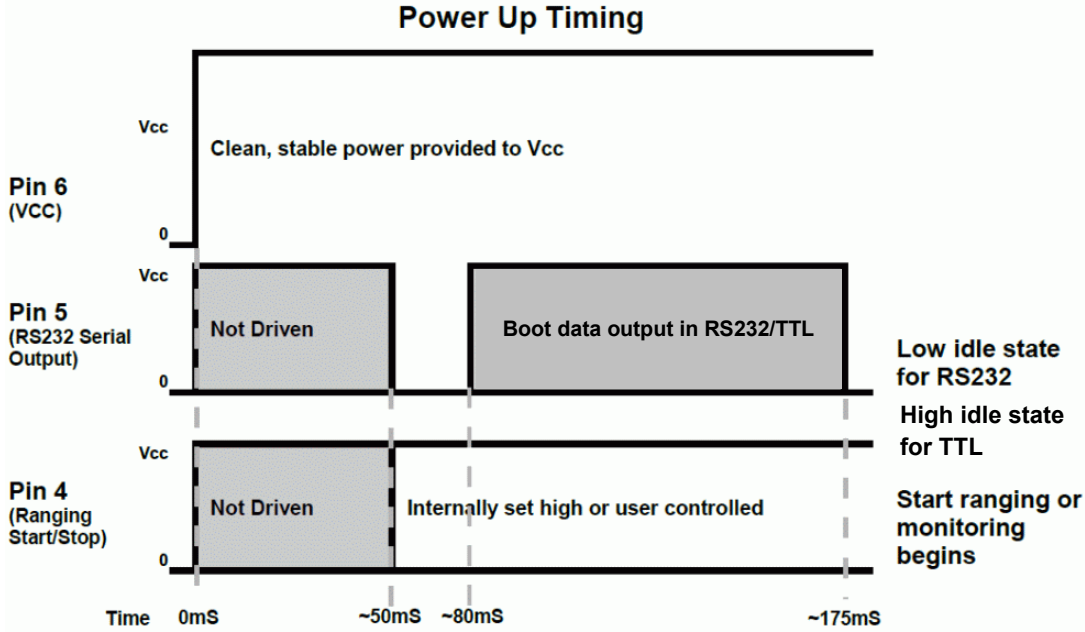 Power Up Timing
Vcc
Clean, stable power provided to Vcc
Pin 6
(VCC)
0
Vcc
Pin 5
(RS232 Serial
Output)
Not Driven
Boot data output in RS232/TTL
0
Low idle state
for RS232
High idle state
for TTL
Vcc
Pin 4
(Ranging
Start/Stop)
Not Driven
Internally set high or user controlled
0
Start ranging or
monitoring
begins
Time 0mS ~50mS ~80mS ~175mS